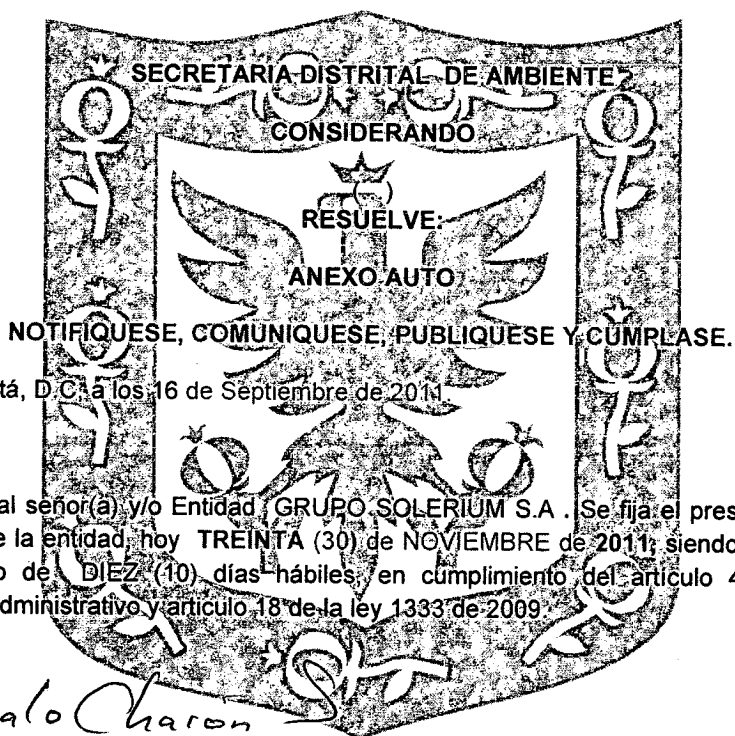 SECRETARIA DISTRITAL DE AMBIENTE
CONSIDERANDO
( )
RESUELVE:
ANEXO AUTO
NOTIFIQUESE, COMUNIQUESE, PUBLIQUESE Y CUMPLASE.
tá, D.C. a los 16 de Septiembre de 2011.
al señor(a) y/o Entidad GRUPO SOLERIUM S.A . Se fija el pres
e la entidad, hoy TREINTA (30) de NOVIEMBRE de 2011, siendo
o de DIEZ (10) días hábiles, en cumplimiento del artículo 4
dministrativo y artículo 18 de la ley 1333 de 2009.
alo Chacon S